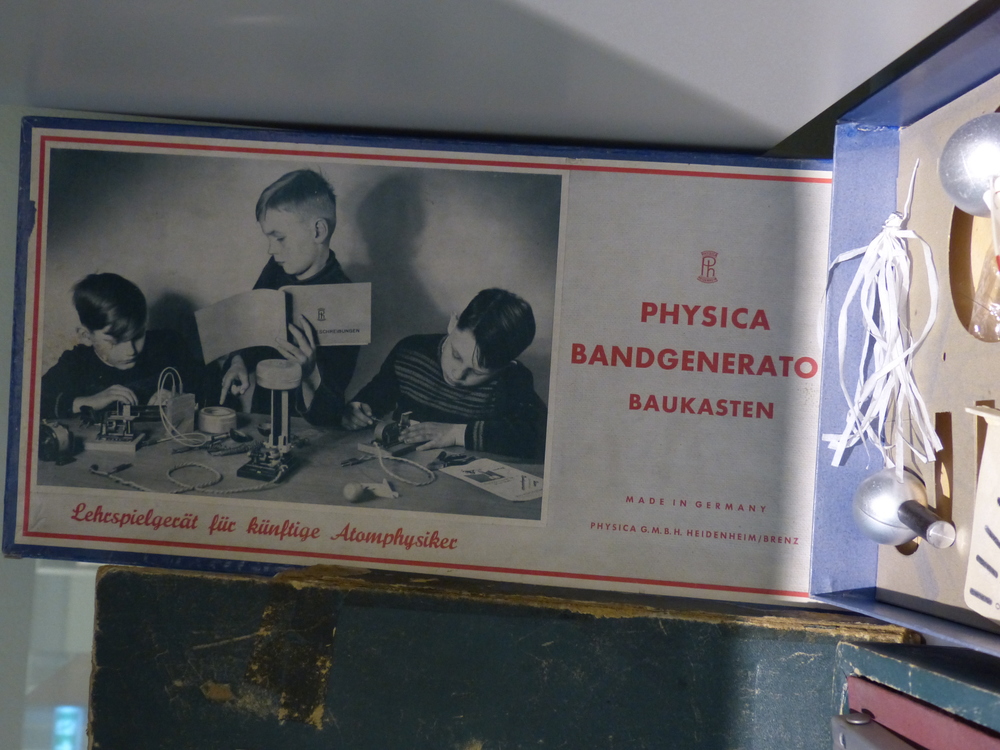 PHYSICA
BANDGENERATO
BAUKASTEN
MADE IN GERMANY
PHYSICA G.M.B.H. HEIDENHEIM/BRENZ
Lehrspielgerät für künftige Atomphysiker